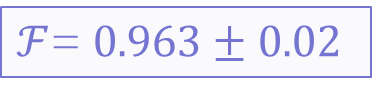 ℱ = 0.963 ± 0.02